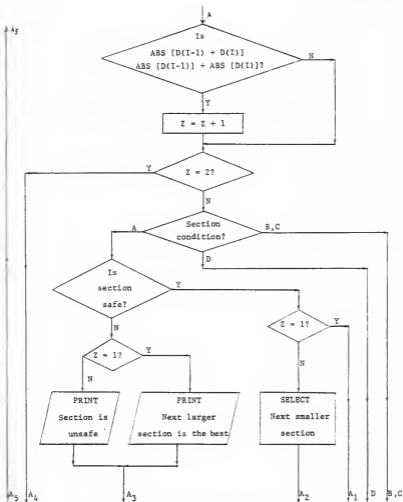 A
A5
Is
ABS [D(I-1) + D(I)]
ABS [D(I-1)] + ABS [D(I)]?
N
Y
Z = Z + 1
Y
Z = 2?
N
A
Section
condition?
B,C
D
Is
section
safe?
Y
N
Z = 1?
Y
N
Z = 1?
Y
N
PRINT
Section is
unsafe
PRINT
Next larger
section is the best
SELECT
Next smaller
section
A5
A4
A3
A2
A1
D
B,C